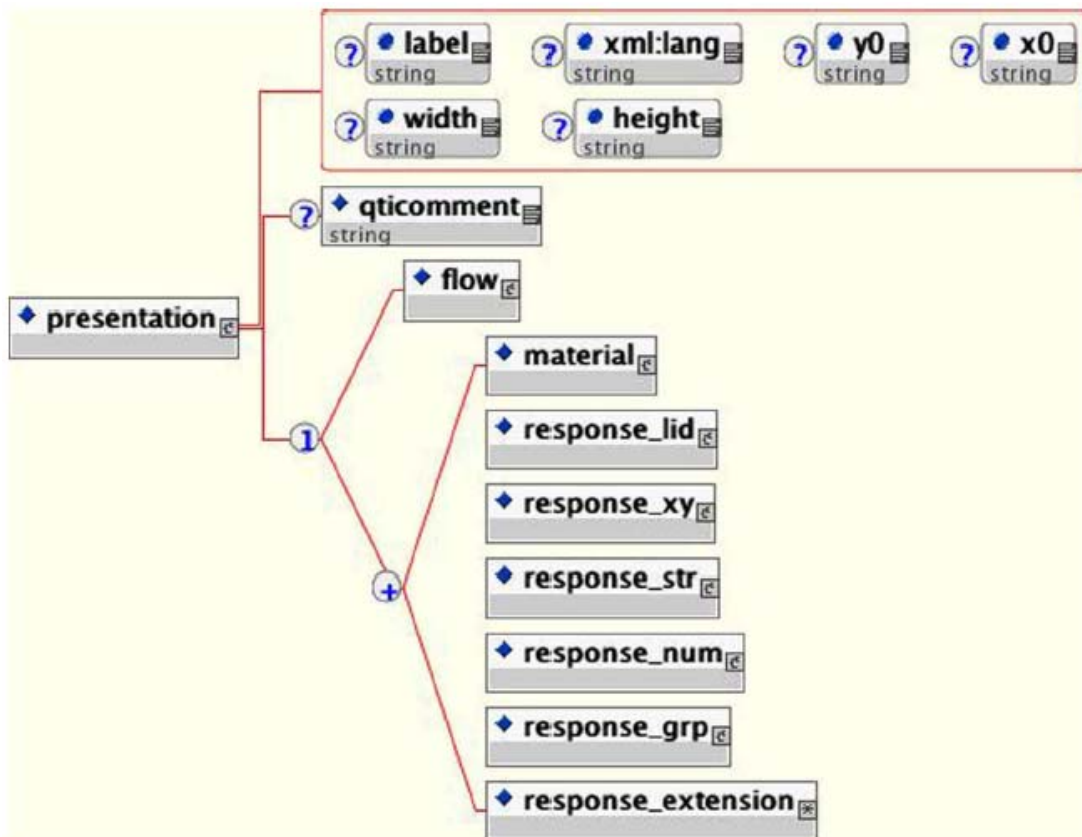 ? label ? xml:lang ? y0 ? x0
string string string string
? width ? height
string string
? qticomment
string
flow
presentation
material
response_lid
1
response_xy
response_str
+
response_num
response_grp
response_extension